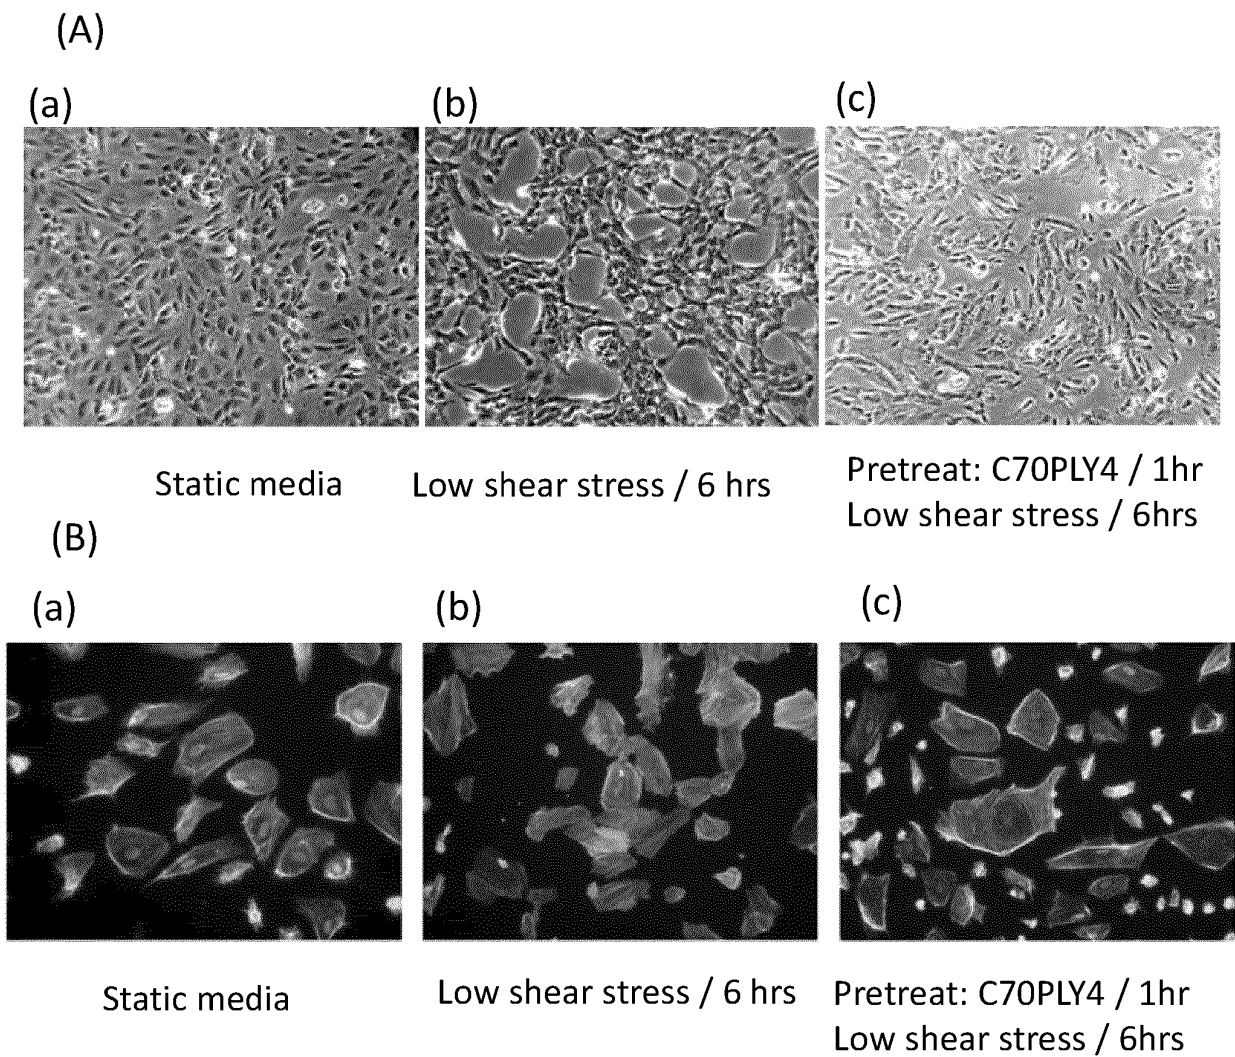 (A)
(a)
(b)
(c)
Static media
Low shear stress / 6 hrs
Pretreat: C70PLY4 / 1hr
Low shear stress / 6hrs
(B)
(a)
(b)
(c)
Static media
Low shear stress / 6 hrs
Pretreat: C70PLY4 / 1hr
Low shear stress / 6hrs